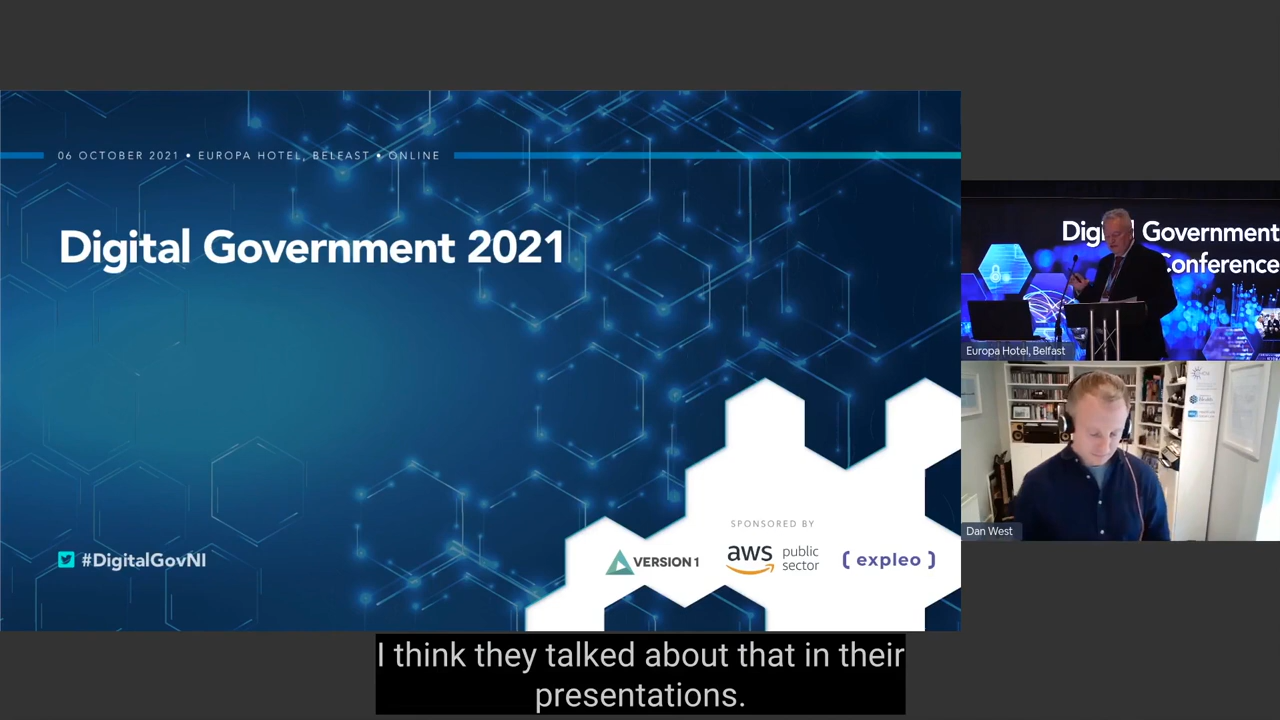 06 OCTOBER 2021 • EUROPA HOTEL, BELFAST • ONLINE
Digital Government 2021
#DigitalGovNI
SPONSORED BY
VERSION 1
aws public sector
[ expleo ]
Digital Government
Conference
Europa Hotel, Belfast
Dan West
I think they talked about that in their
presentations.